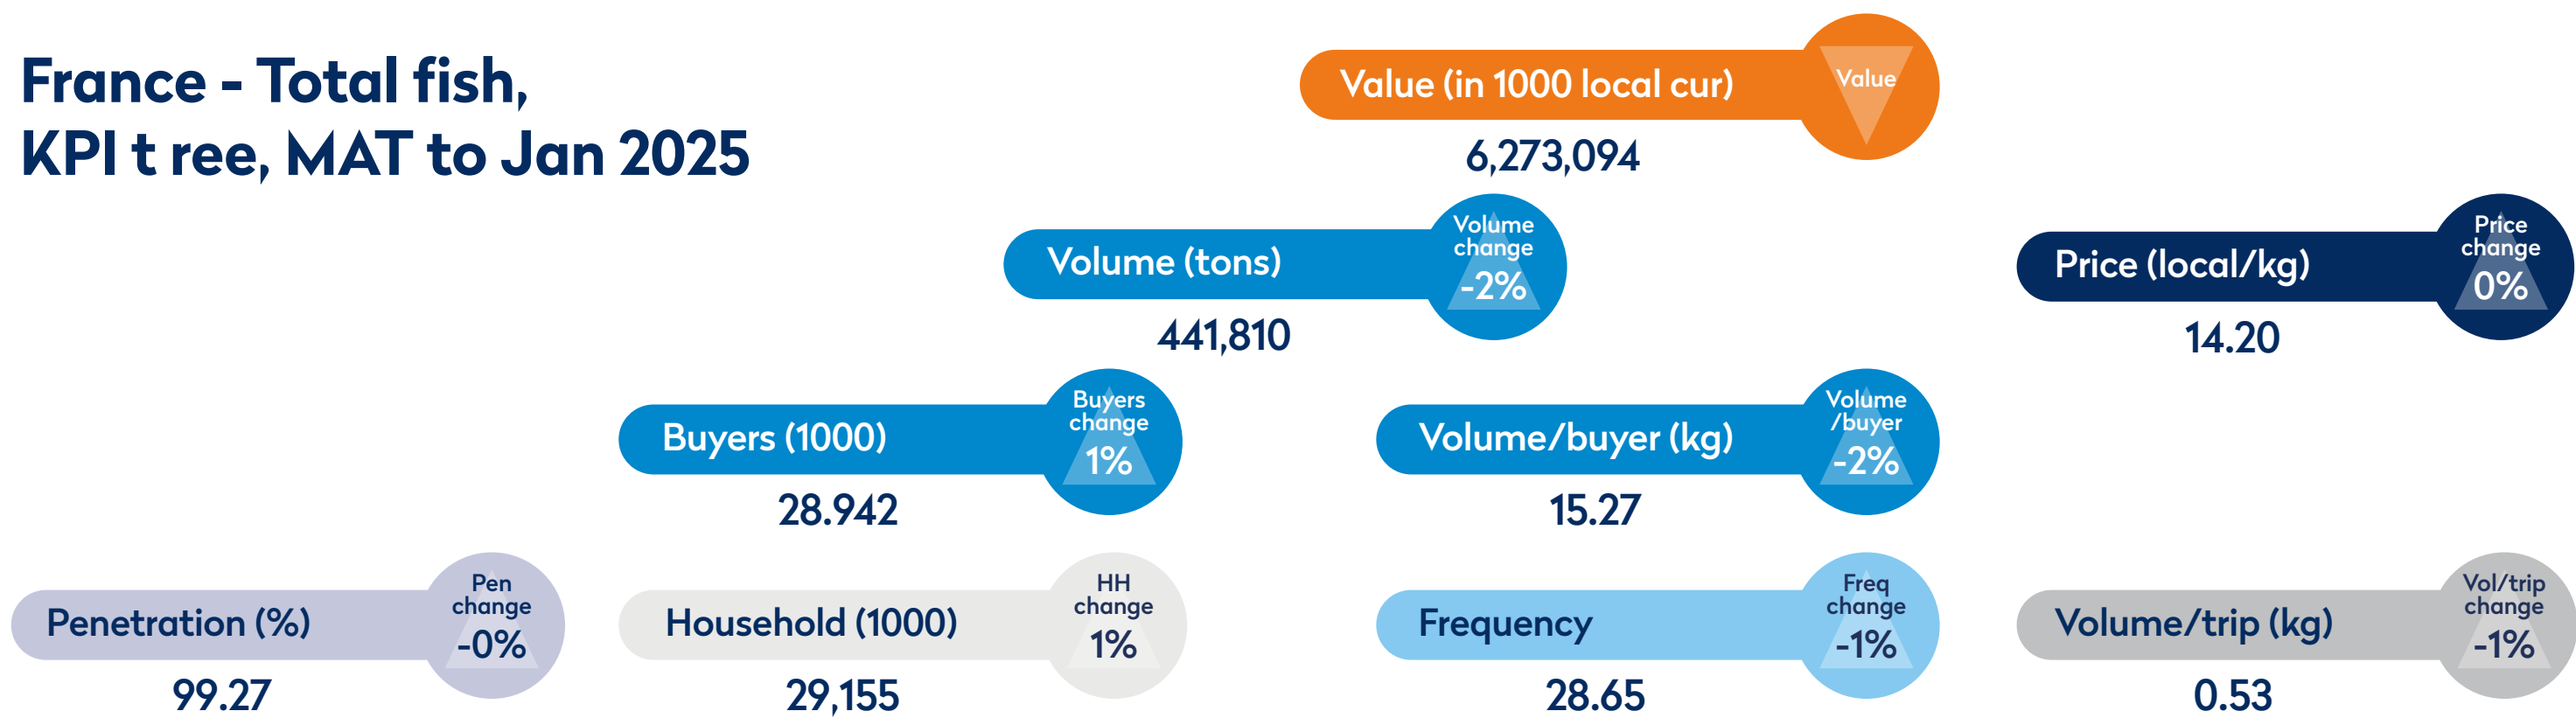 France - Total fish,
KPI t ree, MAT to Jan 2025
Value (in 1000 local cur)
Value
6,273,094
Volume (tons)
Volume
change
-2%
441,810
Price (local/kg)
Price
change
0%
14.20
Buyers (1000)
Buyers
change
1%
28.942
Volume/buyer (kg)
Volume
/buyer
-2%
15.27
Penetration (%)
Pen
change
-0%
99.27
Household (1000)
HH
change
1%
29,155
Frequency
Freq
change
-1%
28.65
Volume/trip (kg)
Vol/trip
change
-1%
0.53